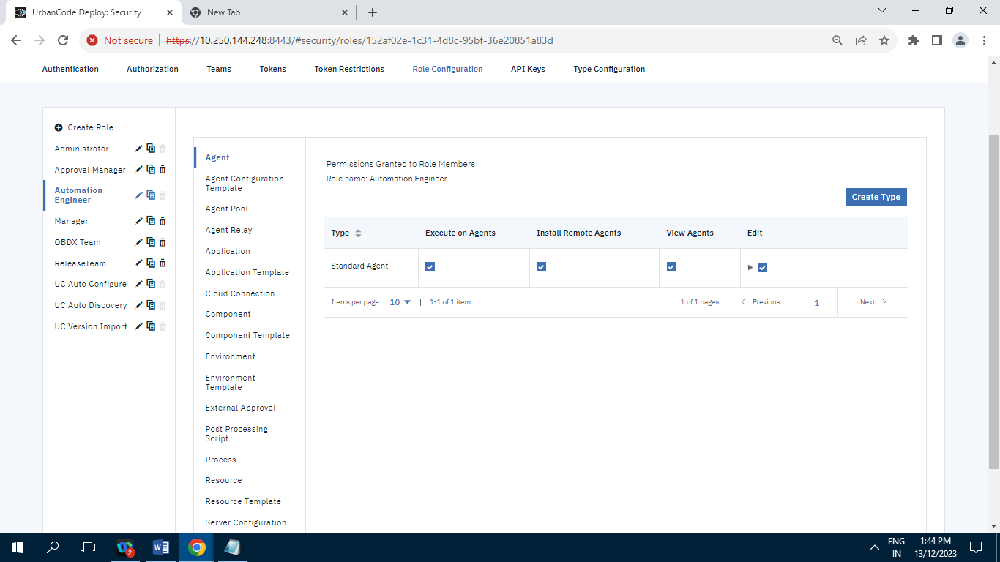 UrbanCode Deploy: Security
New Tab
Not secure
https://10.250.144.248:8443/#security/roles/152af02e-1c31-4d8c-95bf-36e20851a83d
Authentication
Authorization
Teams
Tokens
Token Restrictions
Role Configuration
API Keys
Type Configuration
Create Role
Administrator
Approval Manager
Automation
Engineer
Manager
OBDX Team
ReleaseTeam
UC Auto Configure
UC Auto Discovery
UC Version Import
Agent
Agent Configuration
Template
Agent Pool
Agent Relay
Application
Application Template
Cloud Connection
Component
Component Template
Environment
Environment
Template
External Approval
Post Processing
Script
Process
Resource
Resource Template
Server Configuration
Permissions Granted to Role Members
Role name: Automation Engineer
Create Type
Type
Execute on Agents
Install Remote Agents
View Agents
Edit
Standard Agent
Items per page: 10 | 1-1 of 1 item
1 of 1 pages
Previous
1
Next
2
ENG
IN
1:44 PM
13/12/2023